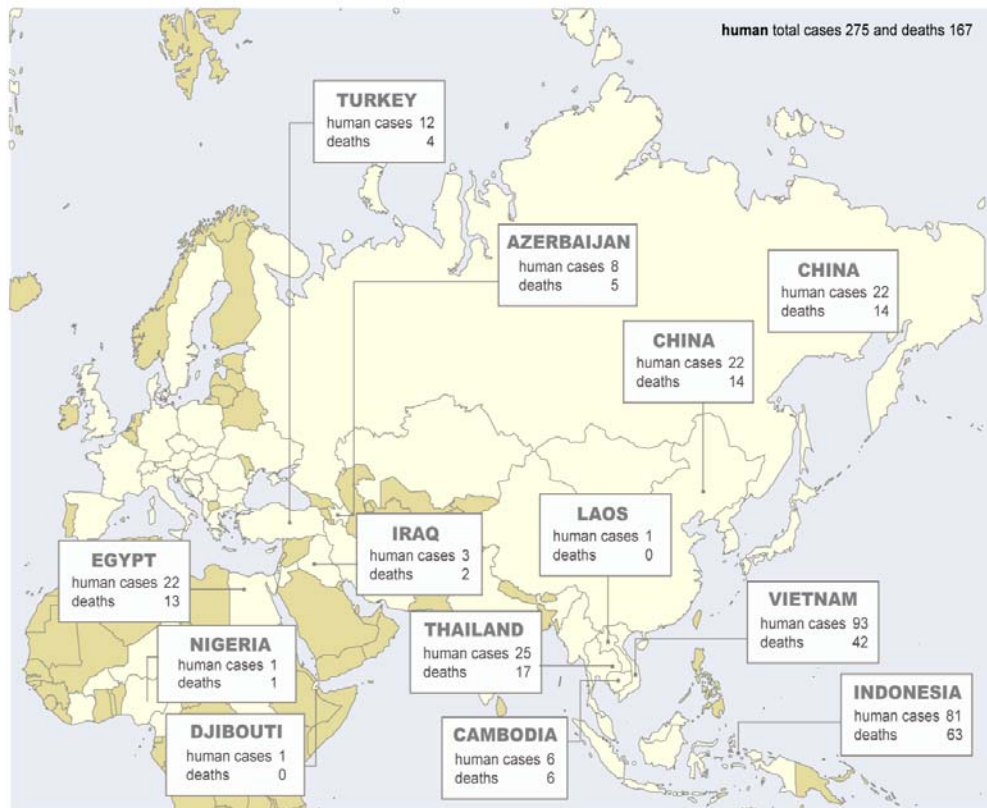 human total cases 275 and deaths 167
TURKEY
human cases 12
deaths 4
AZERBAIJAN
human cases 8
deaths 5
CHINA
human cases 22
deaths 14
CHINA
human cases 22
deaths 14
IRAQ
human cases 3
deaths 2
LAOS
human cases 1
deaths 0
EGYPT
human cases 22
deaths 13
VIETNAM
human cases 93
deaths 42
THAILAND
human cases 25
deaths 17
NIGERIA
human cases 1
deaths 1
INDONESIA
human cases 81
deaths 63
DJIBOUTI
human cases 1
deaths 0
CAMBODIA
human cases 6
deaths 6